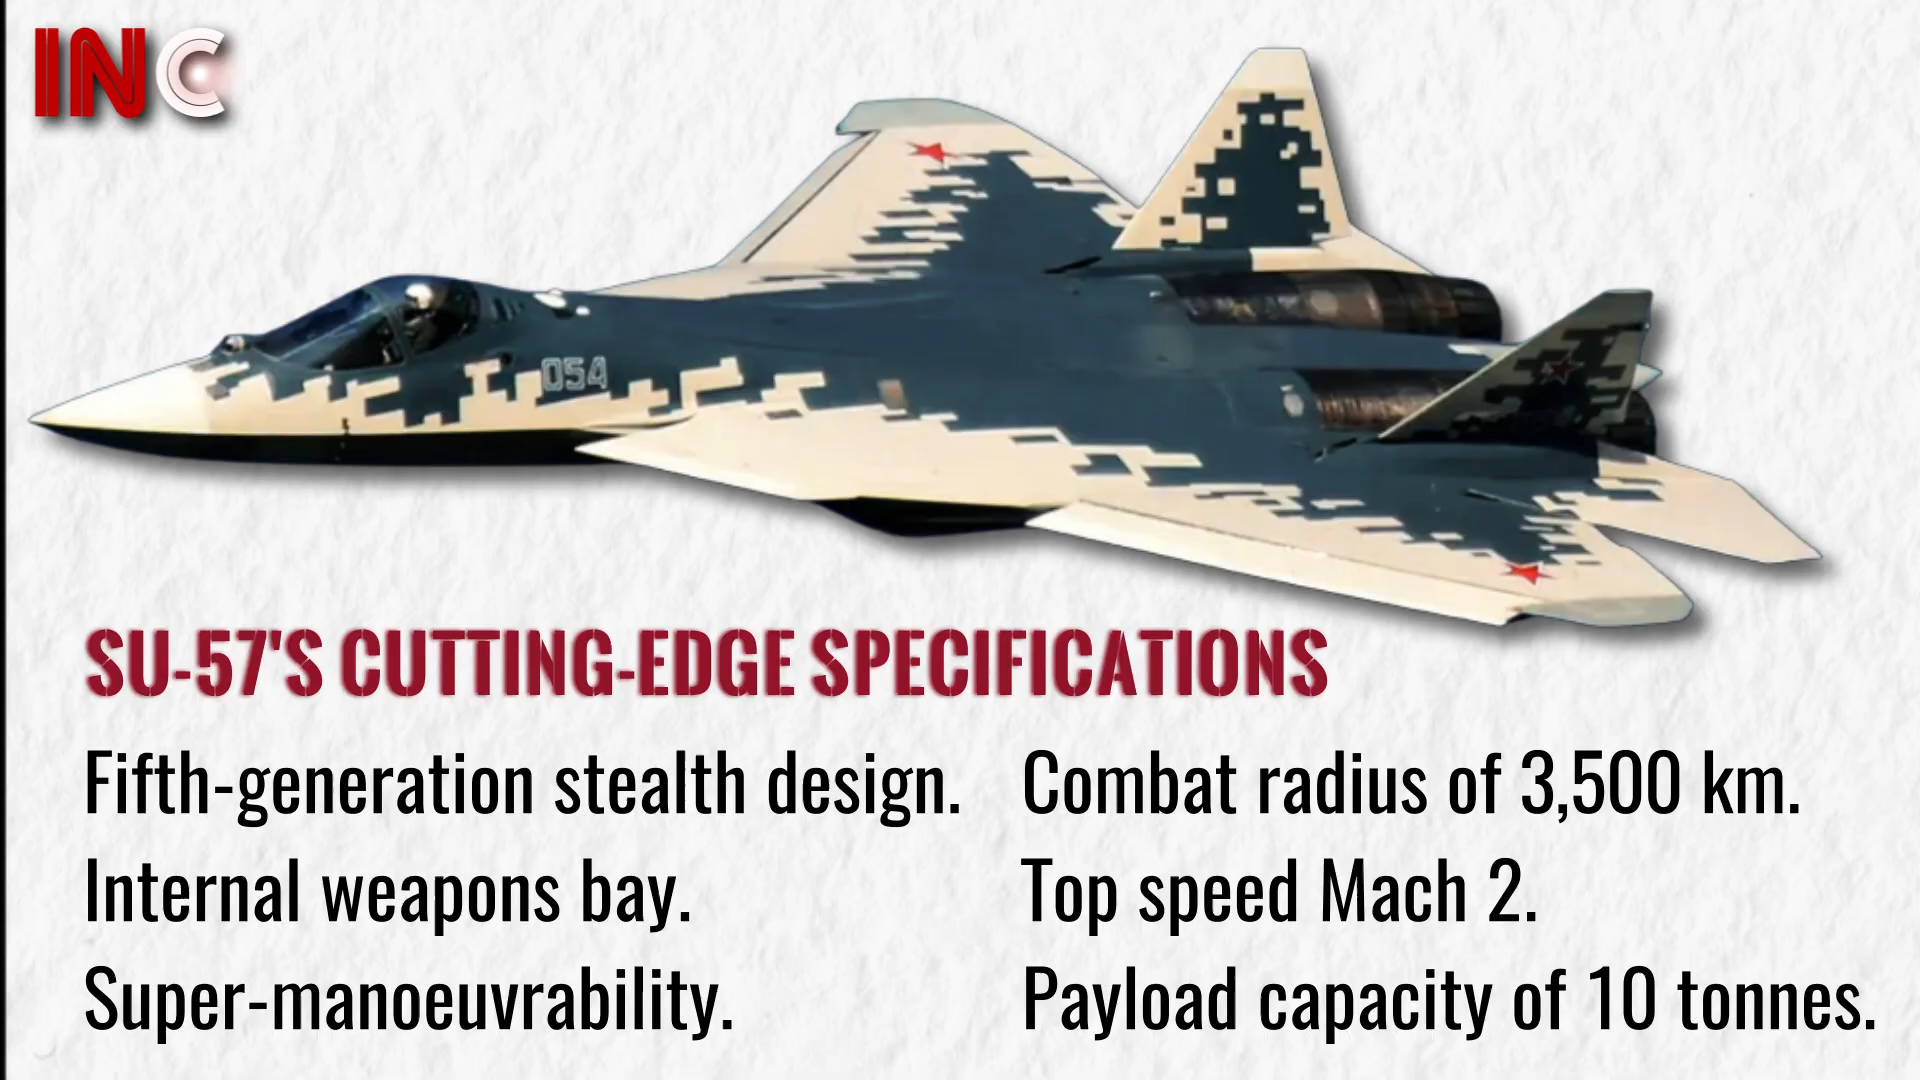 INC
054
SU-57'S CUTTING-EDGE SPECIFICATIONS
Fifth-generation stealth design.
Internal weapons bay.
Super-manoeuvrability.
Combat radius of 3,500 km.
Top speed Mach 2.
Payload capacity of 10 tonnes.